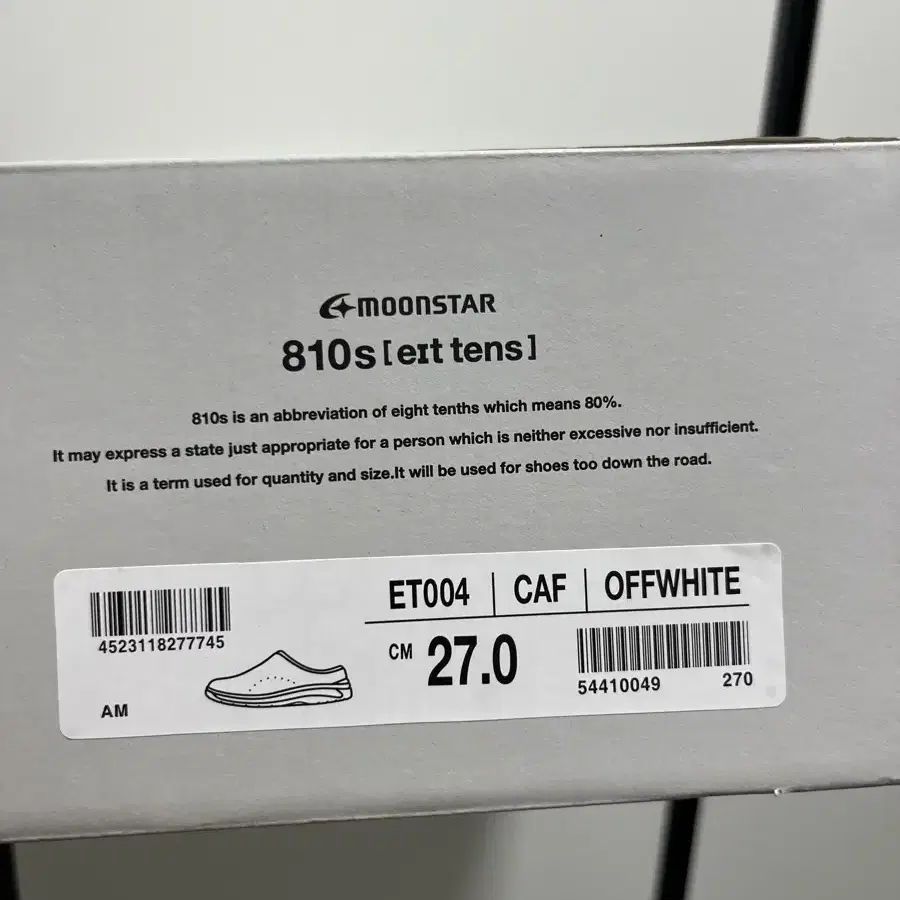 MOONSTAR
810s [eɪt tens]
810s is an abbreviation of eight tenths which means 80%.
It may express a state just appropriate for a person which is neither excessive nor insufficient.
It is a term used for quantity and size.It will be used for shoes too down the road.
ET004 | CAF | OFFWHITE
4523118277745
CM 27.0
54410049 270
AM